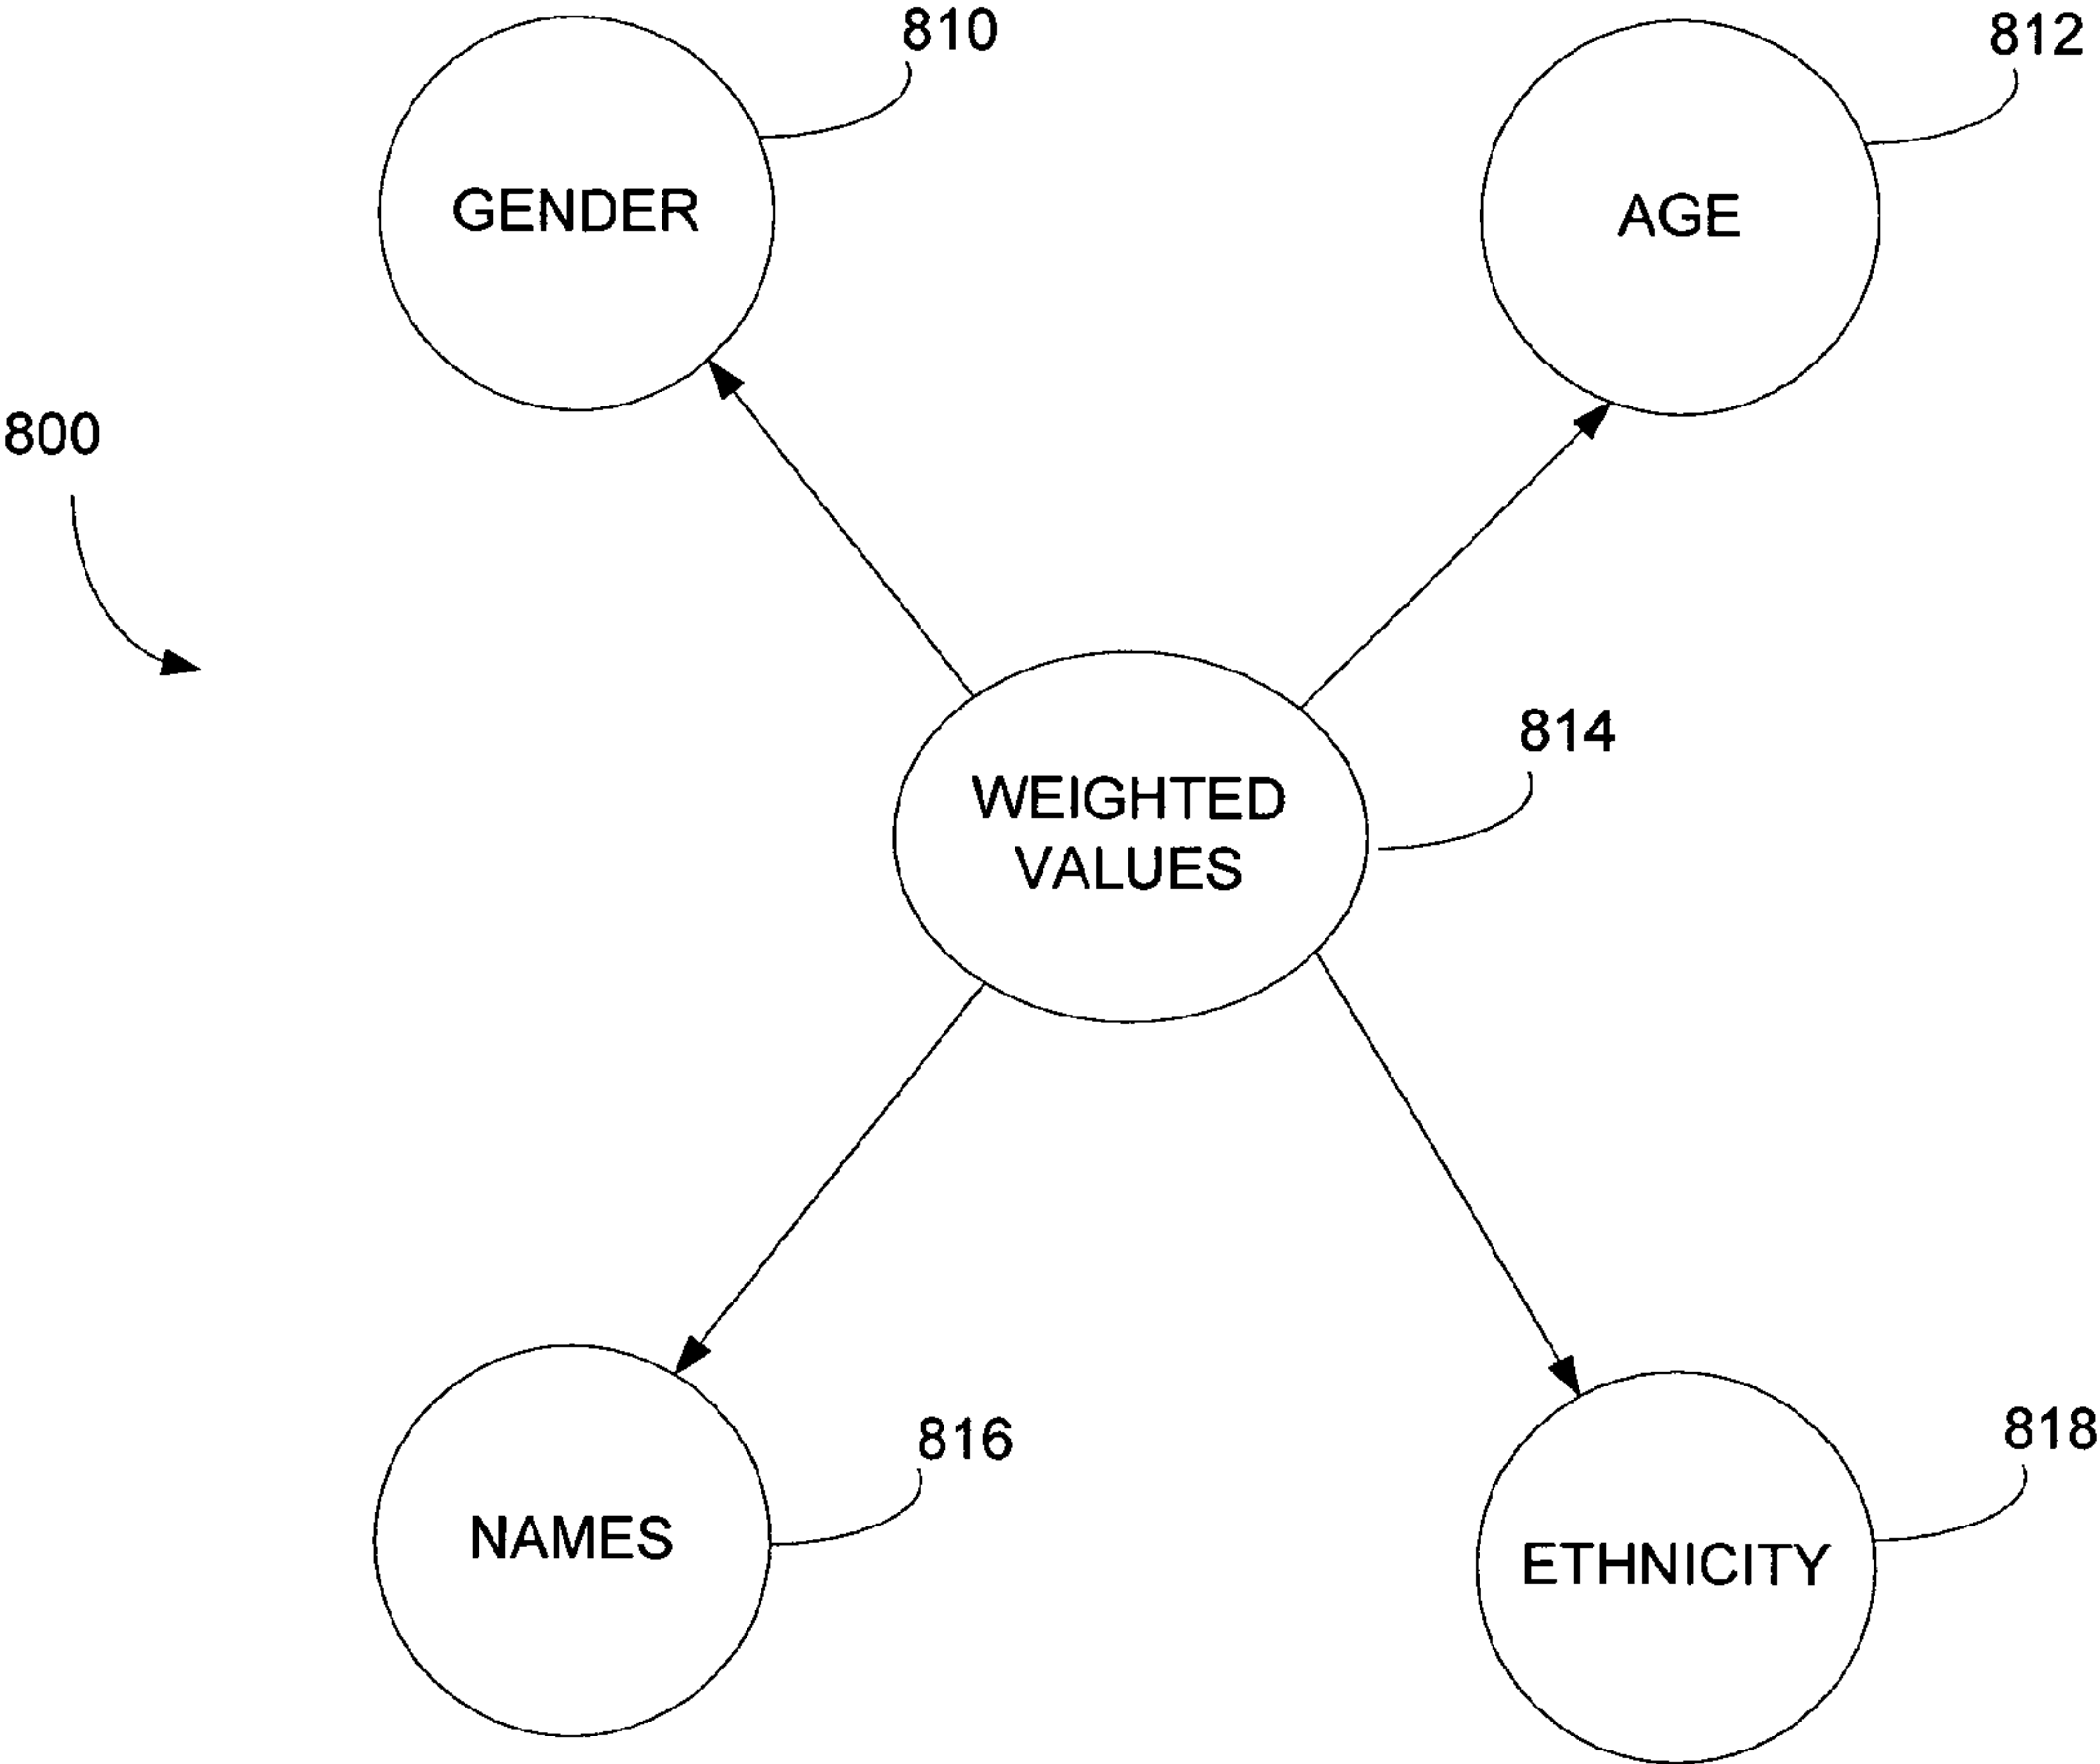 810
812
GENDER
AGE
800
814
WEIGHTED
VALUES
816
818
NAMES
ETHNICITY